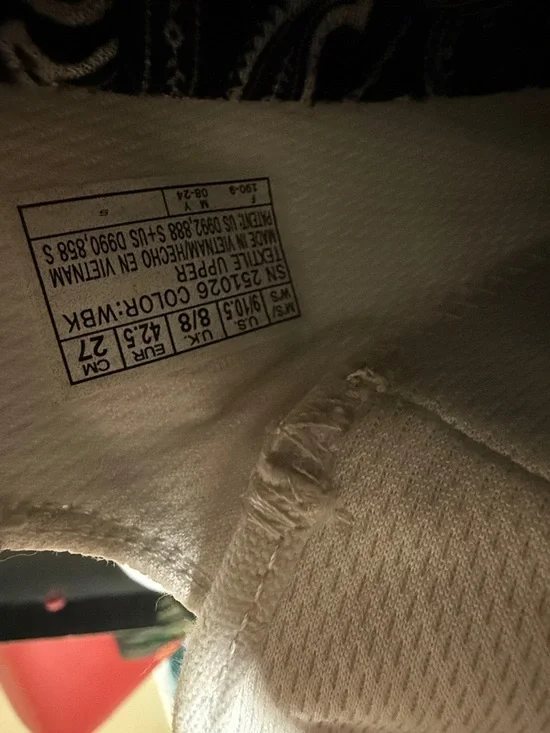 M'S/ W'S U.S. 9/10.5 U.K. 8/8 EUR 42.5 CM 27
SN 251026 COLOR:WBK
TEXTILE UPPER
MADE IN VIETNAM/HECHO EN VIETNAM
PATENT: US D992,888 S+US D990,858 S
F M Y S
190-9 08-24